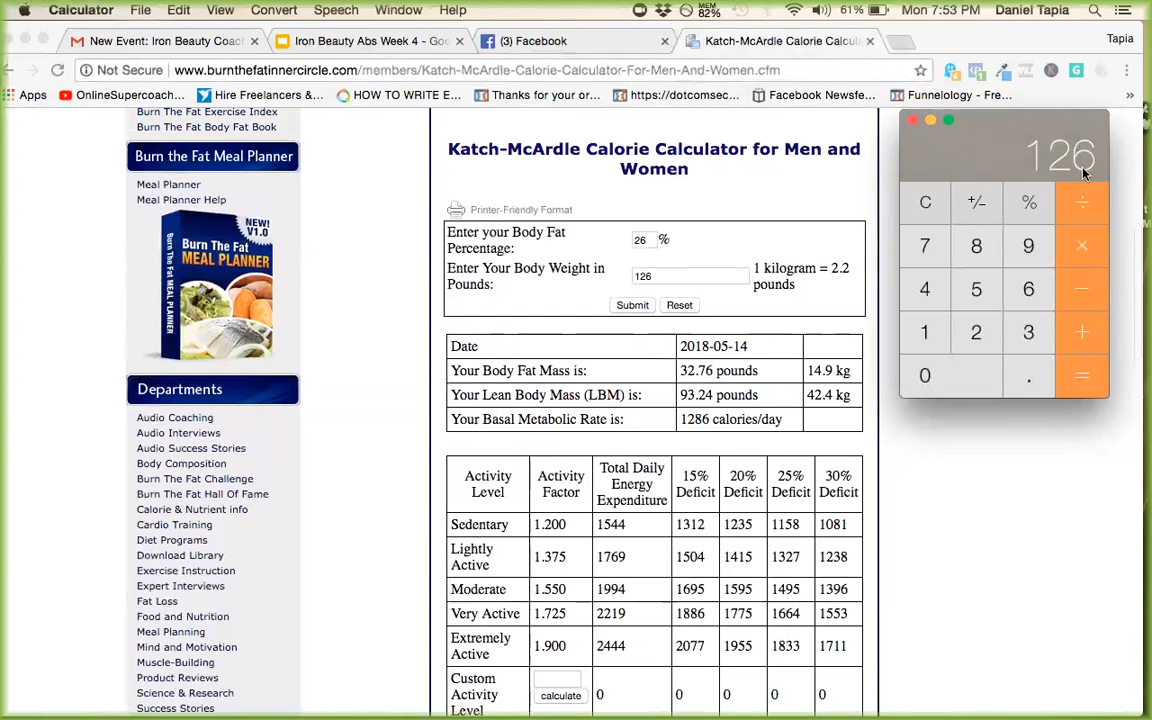 Calculator File Edit View Convert Speech Window Help MEM 82% 61% Mon 7:53 PM Daniel Tapia
New Event: Iron Beauty Coac Iron Beauty Abs Week 4 - Goo (3) Facebook Katch-McArdle Calorie Calcula Tapia
Not Secure www.burnthefatinnercircle.com/members/Katch-McArdle-Calorie-Calculator-For-Men-And-Women.cfm
Apps OnlineSupercoach... Hire Freelancers &... HOW TO WRITE E... Thanks for your or... https://dotcomsec... Facebook Newsfe... Funnelology - Fre... »
Burn The Fat Exercise Index
Burn The Fat Body Fat Book
Burn the Fat Meal Planner
Meal Planner
Meal Planner Help
NEW! V1.0
BURN THE FAT MEAL PLANNER
BURN THE FAT MEAL PLANNER
Departments
Audio Coaching
Audio Interviews
Audio Success Stories
Body Composition
Burn The Fat Challenge
Burn The Fat Hall Of Fame
Calorie & Nutrient info
Cardio Training
Diet Programs
Download Library
Exercise Instruction
Expert Interviews
Fat Loss
Food and Nutrition
Meal Planning
Mind and Motivation
Muscle-Building
Product Reviews
Science & Research
Success Stories
Katch-McArdle Calorie Calculator for Men and
Women
Printer-Friendly Format
Enter your Body Fat
Percentage: 26 %
Enter Your Body Weight in
Pounds: 126 1 kilogram = 2.2
pounds
Submit Reset
Date 2018-05-14
Your Body Fat Mass is: 32.76 pounds 14.9 kg
Your Lean Body Mass (LBM) is: 93.24 pounds 42.4 kg
Your Basal Metabolic Rate is: 1286 calories/day
Activity Level Activity Factor Total Daily Energy Expenditure 15% Deficit 20% Deficit 25% Deficit 30% Deficit
Sedentary 1.200 1544 1312 1235 1158 1081
Lightly Active 1.375 1769 1504 1415 1327 1238
Moderate 1.550 1994 1695 1595 1495 1396
Very Active 1.725 2219 1886 1775 1664 1553
Extremely Active 1.900 2444 2077 1955 1833 1711
Custom Activity Level calculate 0 0 0 0 0
126
C +/- % ÷
7 8 9 ×
4 5 6 −
1 2 3 +
0 . =